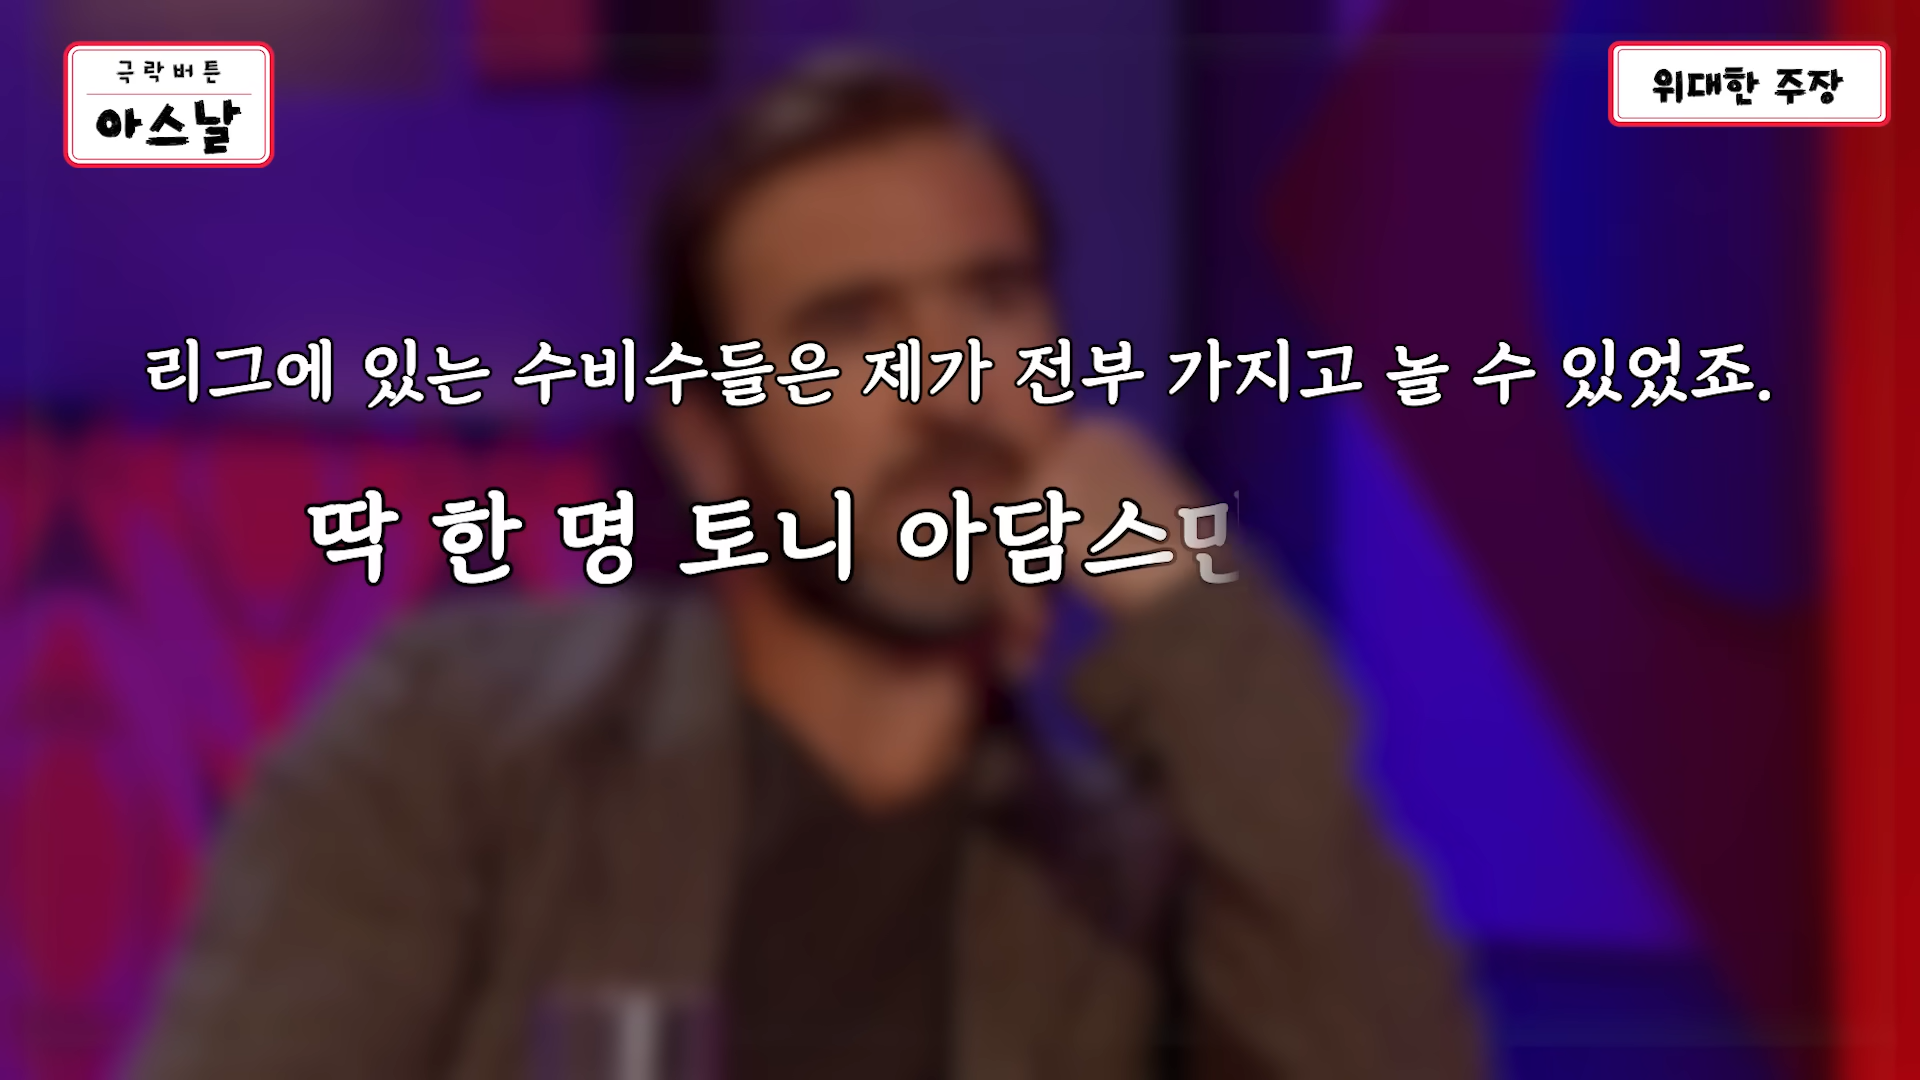 극락버튼
아스날
위대한 주장
리그에 있는 수비수들은 제가 전부 가지고 놀 수 있었죠.
딱 한 명 토니 아담스만